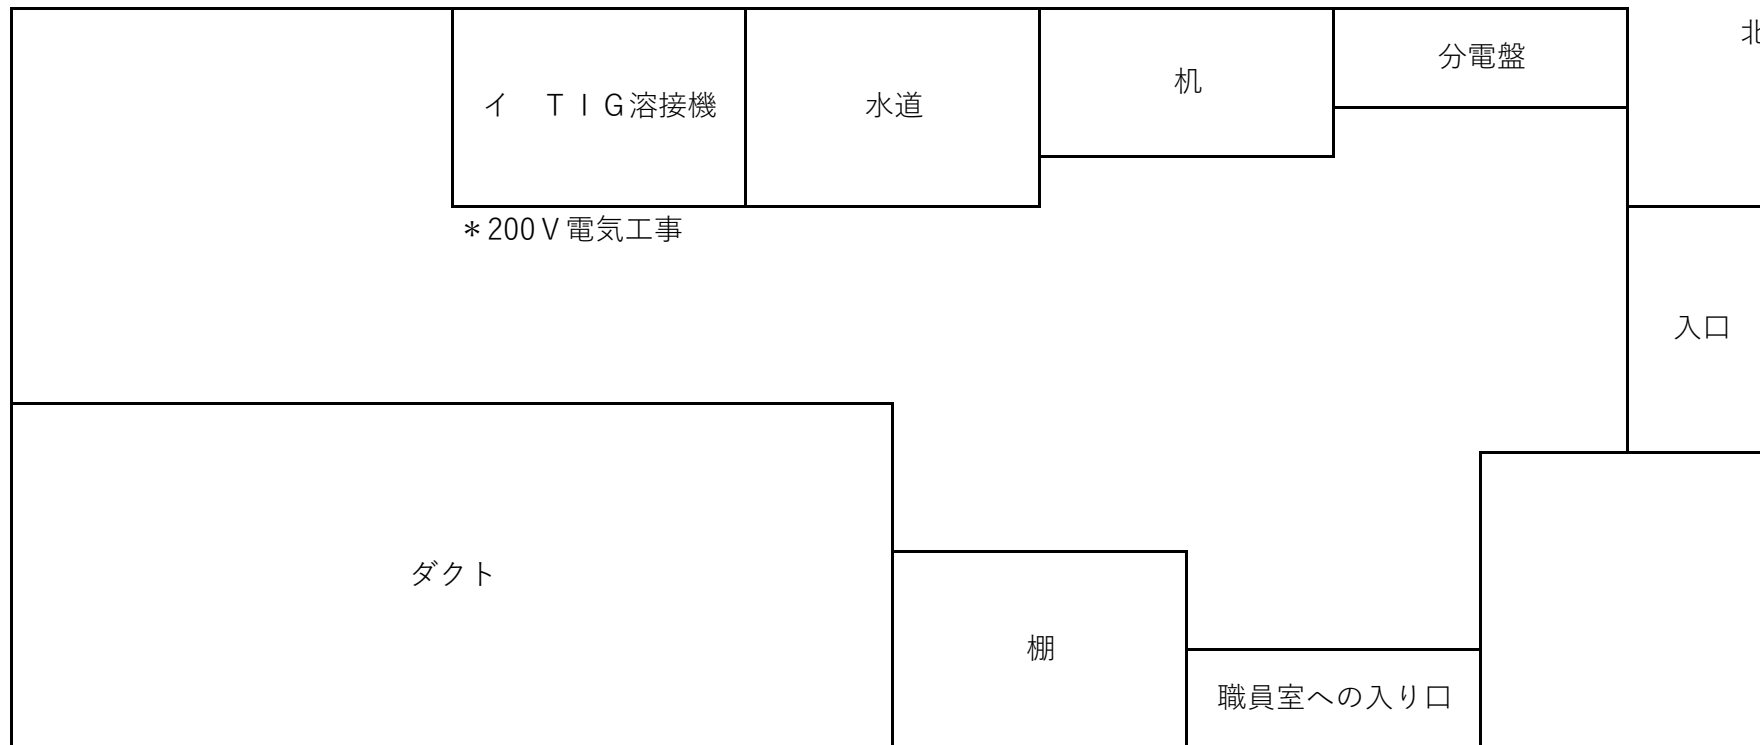 北
分電盤
机
イ　ＴＩＧ溶接機
水道
＊200Ｖ電気工事
入口
ダクト
棚
職員室への入り口